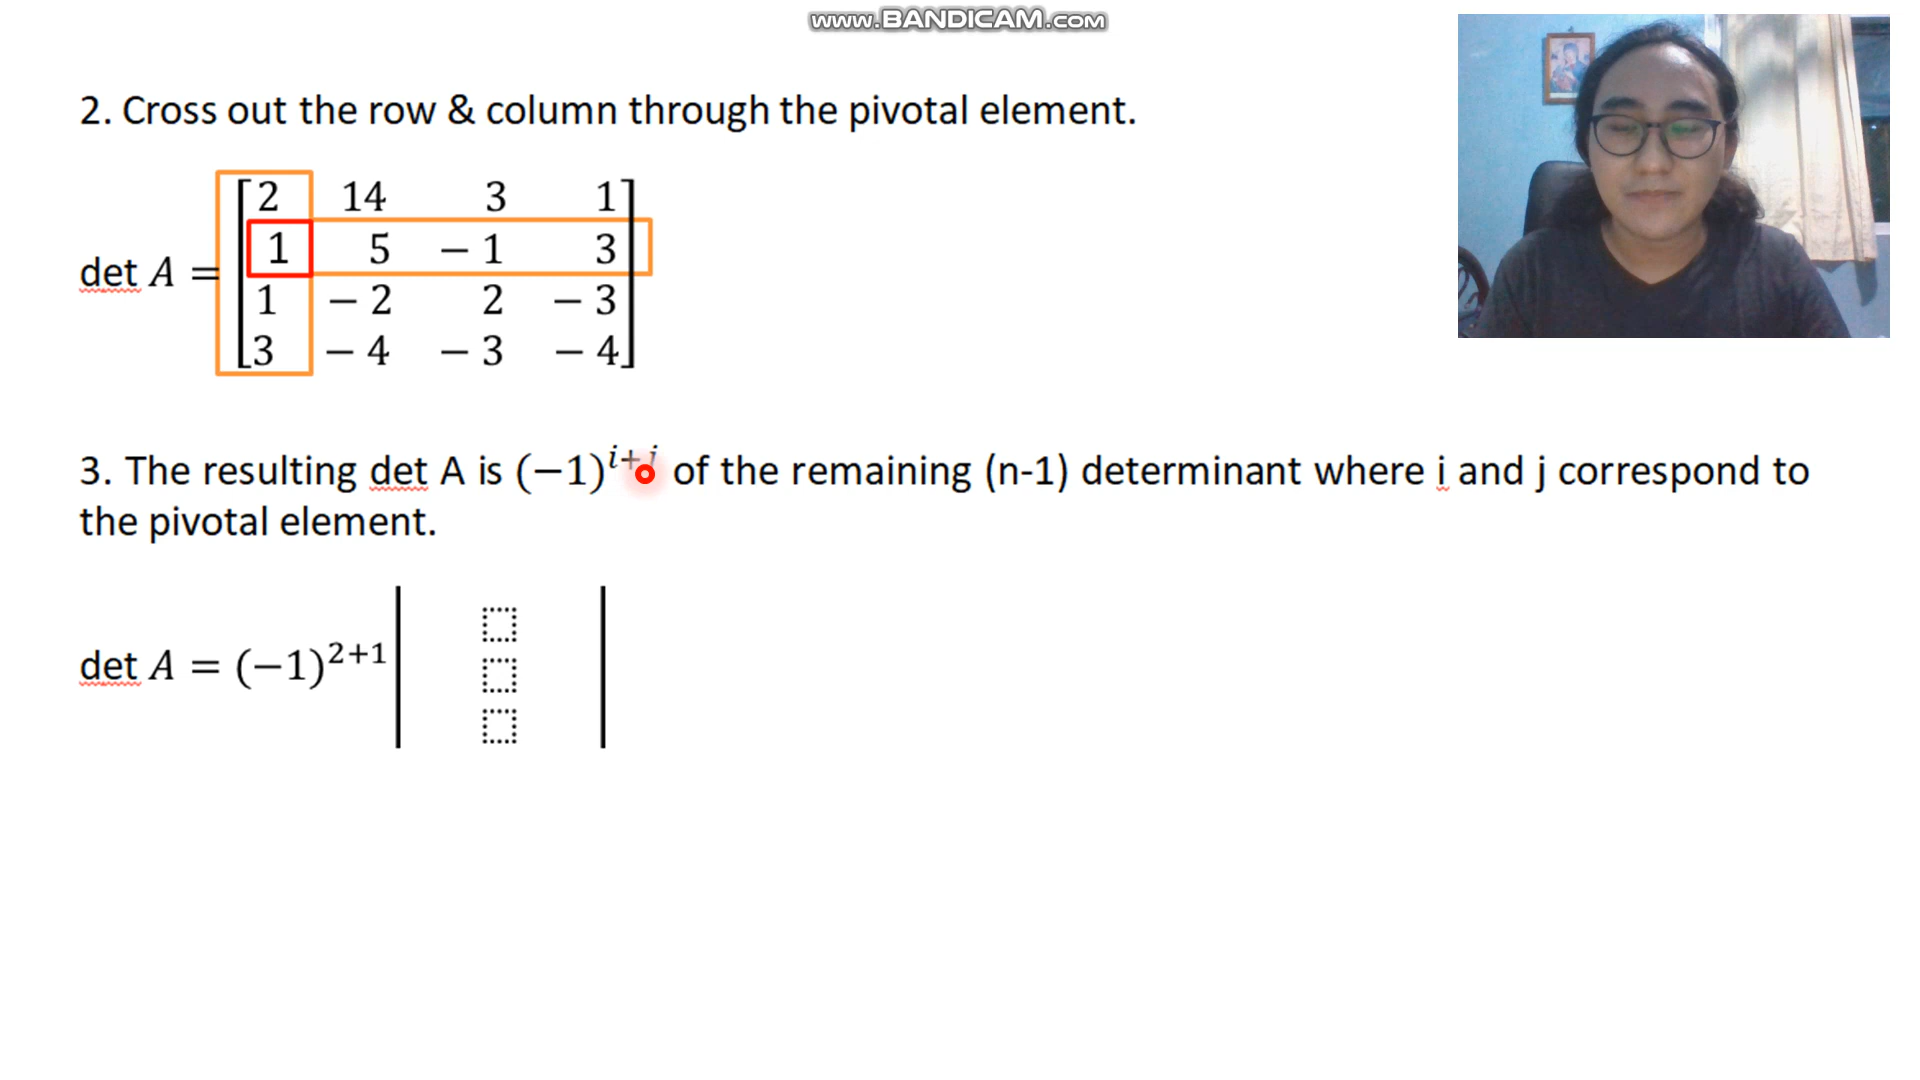 www.BANDICAM.com
2. Cross out the row & column through the pivotal element.
det A = [2 14 3 1
1 5 − 1 3
1 − 2 2 − 3
3 − 4 − 3 − 4]
3. The resulting det A is (−1)^{i+j} of the remaining (n-1) determinant where i and j correspond to
the pivotal element.
det A = (−1)^{2+1} | |